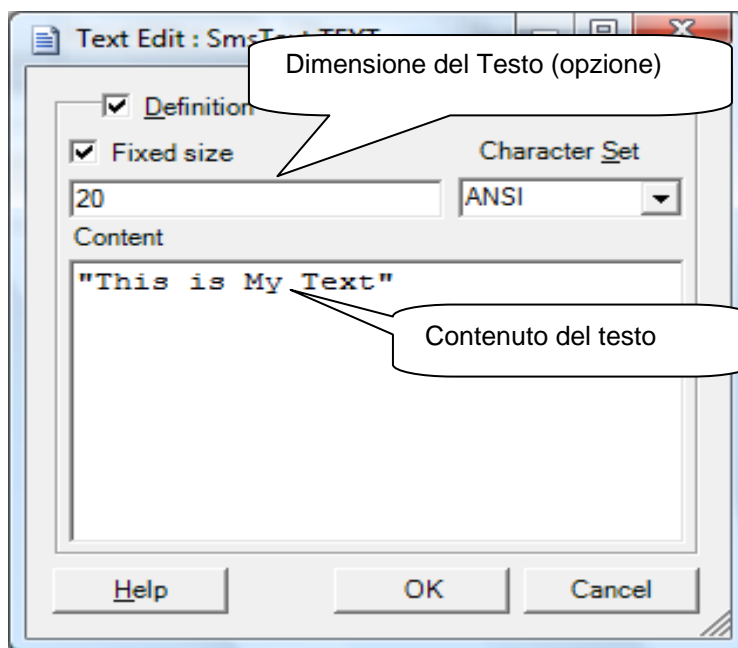 Text Edit : SmsText TEXT
Dimensione del Testo (opzione)
Definition
Fixed size
Character Set
20
ANSI
Content
"This is My Text"
Contenuto del testo
Help
OK
Cancel